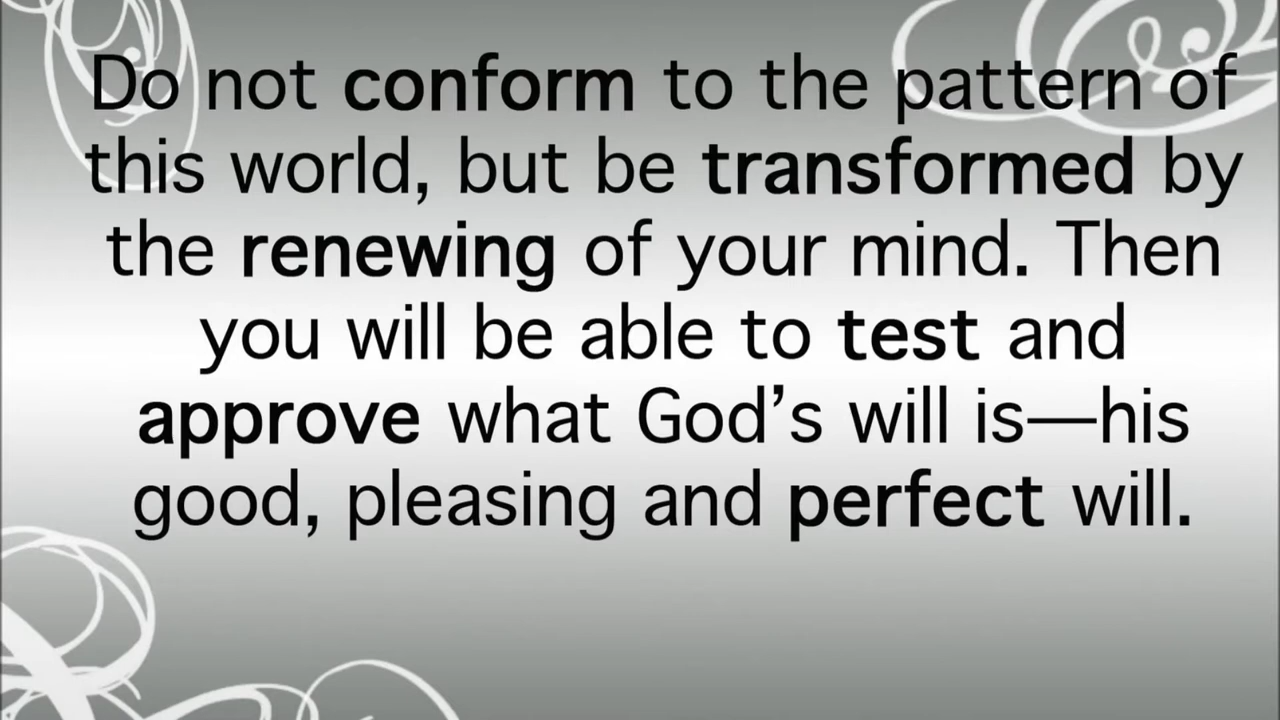 Do not conform to the pattern of
this world, but be transformed by
the renewing of your mind. Then
you will be able to test and
approve what God’s will is—his
good, pleasing and perfect will.